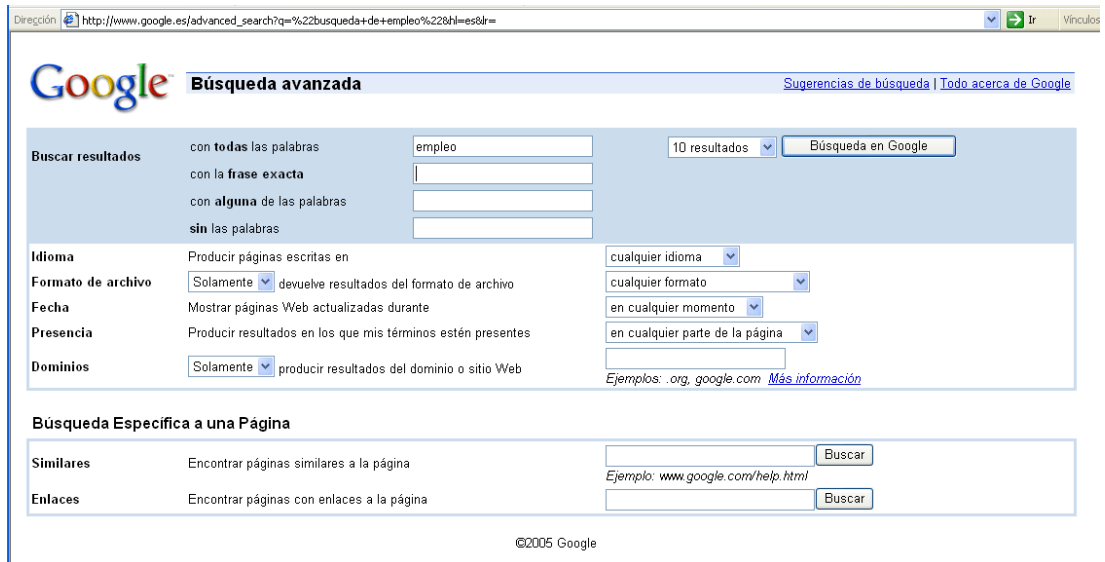 Dirección http://www.google.es/advanced_search?q=%22busqueda+de+empleo%22&hl=es&lr= Ir Vínculos
Google Búsqueda avanzada Sugerencias de búsqueda | Todo acerca de Google
Buscar resultados con todas las palabras empleo 10 resultados Búsqueda en Google
con la frase exacta
con alguna de las palabras
sin las palabras
Idioma Producir páginas escritas en cualquier idioma
Formato de archivo Solamente devuelve resultados del formato de archivo cualquier formato
Fecha Mostrar páginas Web actualizadas durante en cualquier momento
Presencia Producir resultados en los que mis términos estén presentes en cualquier parte de la página
Dominios Solamente producir resultados del dominio o sitio Web
Ejemplos: .org, google.com Más información
Búsqueda Específica a una Página
Similares Encontrar páginas similares a la página Buscar
Ejemplo: www.google.com/help.html
Enlaces Encontrar páginas con enlaces a la página Buscar
©2005 Google